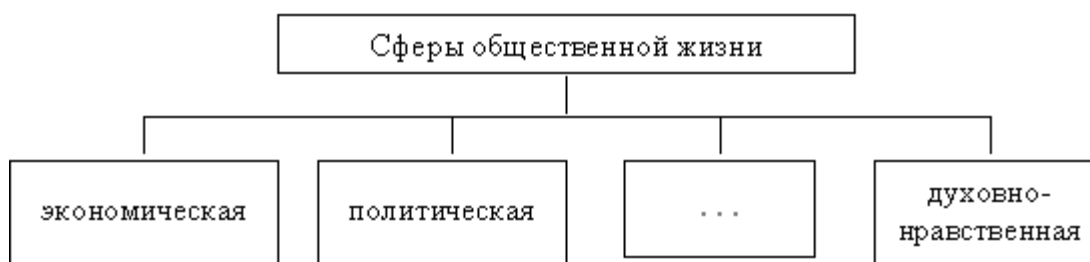 Сферы общественной жизни
экономическая
политическая
. . .
духовно-
нравственная